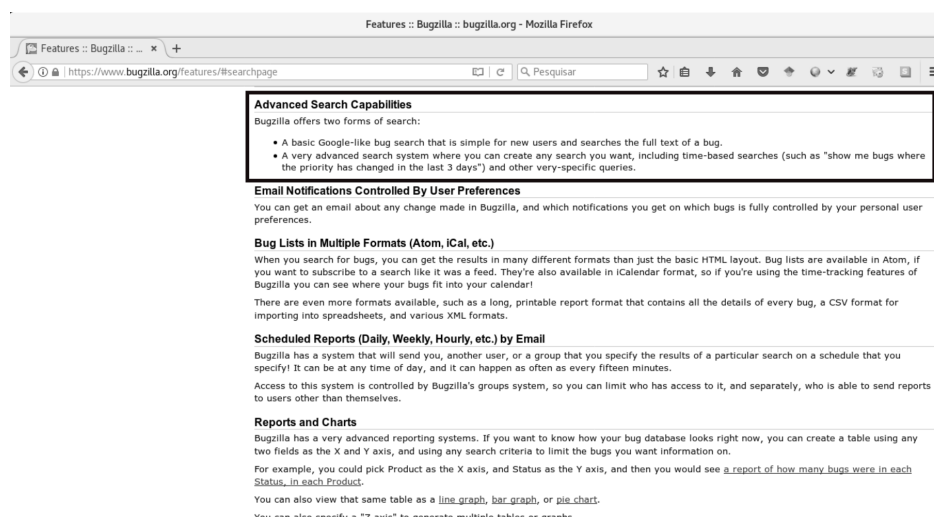 Features :: Bugzilla :: bugzilla.org - Mozilla Firefox
Features :: Bugzilla :: ... × +
https://www.bugzilla.org/features/#searchpage
Pesquisar
Advanced Search Capabilities
Bugzilla offers two forms of search:
• A basic Google-like bug search that is simple for new users and searches the full text of a bug.
• A very advanced search system where you can create any search you want, including time-based searches (such as "show me bugs where
the priority has changed in the last 3 days") and other very-specific queries.
Email Notifications Controlled By User Preferences
You can get an email about any change made in Bugzilla, and which notifications you get on which bugs is fully controlled by your personal user
preferences.
Bug Lists in Multiple Formats (Atom, iCal, etc.)
When you search for bugs, you can get the results in many different formats than just the basic HTML layout. Bug lists are available in Atom, if
you want to subscribe to a search like it was a feed. They're also available in iCalendar format, so if you're using the time-tracking features of
Bugzilla you can see where your bugs fit into your calendar!
There are even more formats available, such as a long, printable report format that contains all the details of every bug, a CSV format for
importing into spreadsheets, and various XML formats.
Scheduled Reports (Daily, Weekly, Hourly, etc.) by Email
Bugzilla has a system that will send you, another user, or a group that you specify the results of a particular search on a schedule that you
specify! It can be at any time of day, and it can happen as often as every fifteen minutes.
Access to this system is controlled by Bugzilla's groups system, so you can limit who has access to it, and separately, who is able to send reports
to users other than themselves.
Reports and Charts
Bugzilla has a very advanced reporting systems. If you want to know how your bug database looks right now, you can create a table using any
two fields as the X and Y axis, and using any search criteria to limit the bugs you want information on.
For example, you could pick Product as the X axis, and Status as the Y axis, and then you would see a report of how many bugs were in each
Status, in each Product.
You can also view that same table as a line graph, bar graph, or pie chart.
You can also specify a "Z axis" to generate multiple tables or graphs.